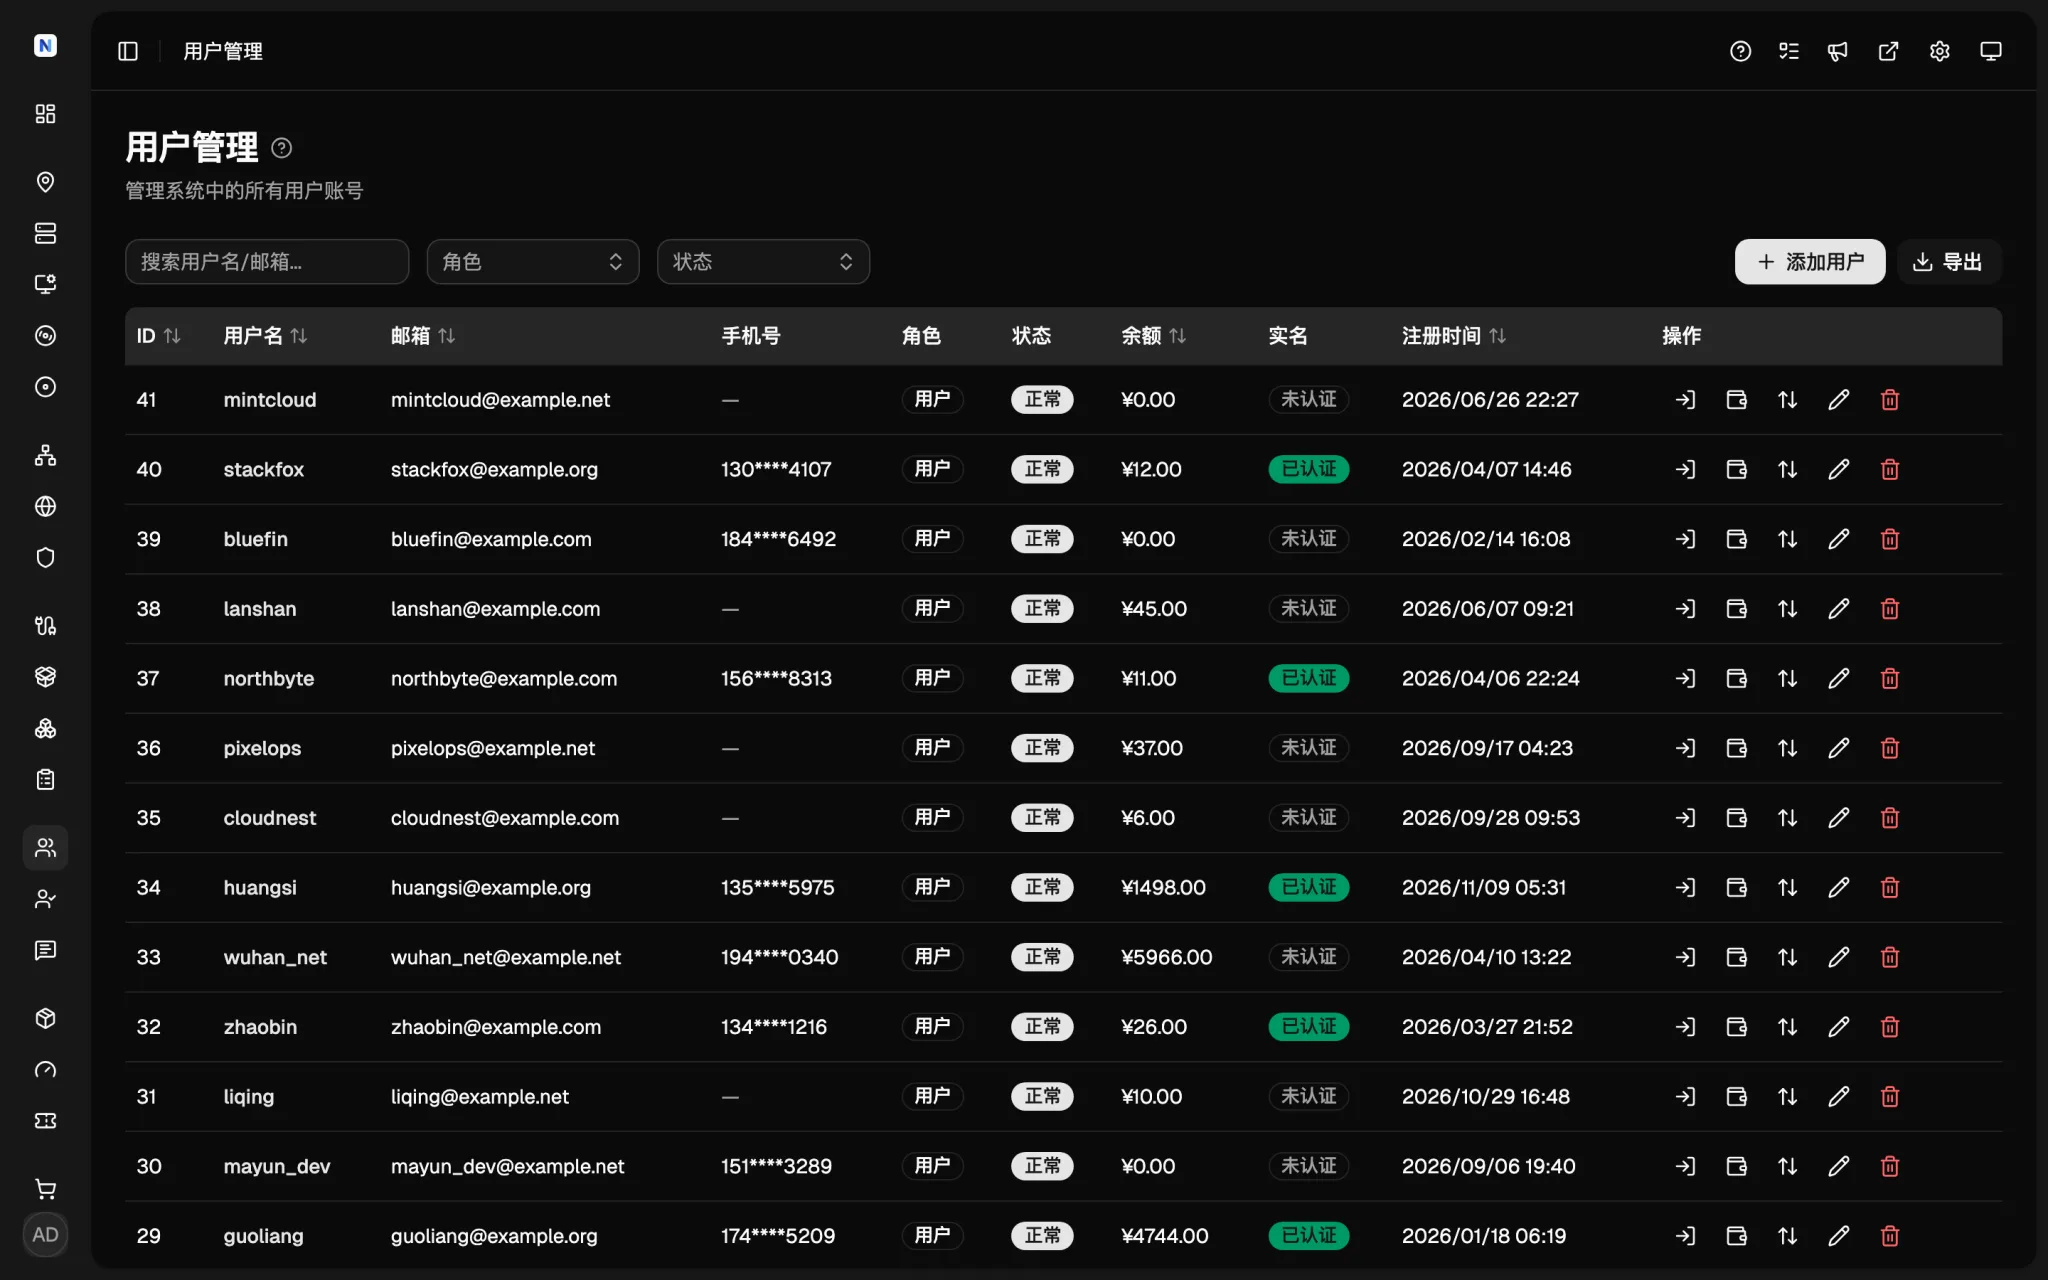 N
用户管理
用户管理
管理系统中的所有用户账号
搜索用户名/邮箱... 角色 状态 添加用户 导出
ID 用户名 邮箱 手机号 角色 状态 余额 实名 注册时间 操作
41 mintcloud mintcloud@example.net — 用户 正常 ¥0.00 未认证 2026/06/26 22:27
40 stackfox stackfox@example.org 130****4107 用户 正常 ¥12.00 已认证 2026/04/07 14:46
39 bluefin bluefin@example.com 184****6492 用户 正常 ¥0.00 未认证 2026/02/14 16:08
38 lanshan lanshan@example.com — 用户 正常 ¥45.00 未认证 2026/06/07 09:21
37 northbyte northbyte@example.com 156****8313 用户 正常 ¥11.00 已认证 2026/04/06 22:24
36 pixelops pixelops@example.net — 用户 正常 ¥37.00 未认证 2026/09/17 04:23
35 cloudnest cloudnest@example.com — 用户 正常 ¥6.00 未认证 2026/09/28 09:53
34 huangsi huangsi@example.org 135****5975 用户 正常 ¥1498.00 已认证 2026/11/09 05:31
33 wuhan_net wuhan_net@example.net 194****0340 用户 正常 ¥5966.00 未认证 2026/04/10 13:22
32 zhaobin zhaobin@example.com 134****1216 用户 正常 ¥26.00 已认证 2026/03/27 21:52
31 liqing liqing@example.net — 用户 正常 ¥10.00 未认证 2026/10/29 16:48
30 mayun_dev mayun_dev@example.net 151****3289 用户 正常 ¥0.00 未认证 2026/09/06 19:40
29 guoliang guoliang@example.org 174****5209 用户 正常 ¥4744.00 已认证 2026/01/18 06:19
AD